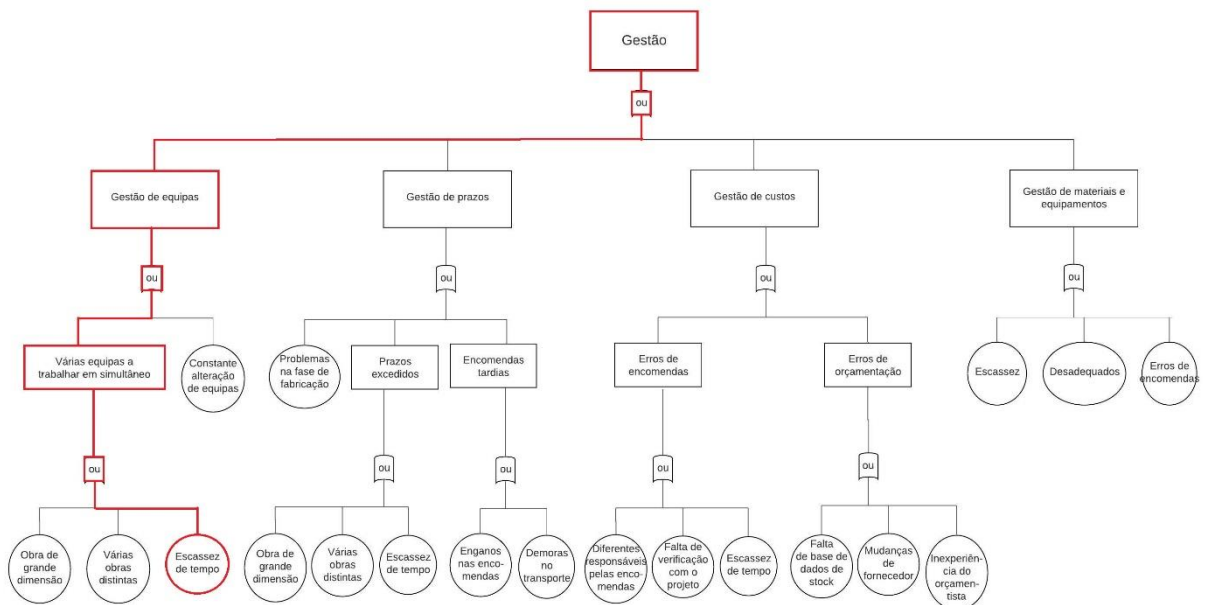 Gestão
ou
Gestão de equipas
Gestão de prazos
Gestão de custos
Gestão de materiais e
equipamentos
ou
ou
ou
ou
Várias equipas a
trabalhar em simultâneo
Constante
alteração
de equipas
Problemas
na fase de
fabricação
Prazos
excedidos
Encomendas
tardias
Erros de
encomendas
Erros de
orçamentação
Escassez
Desadequados
Erros de
encomendas
ou
ou
ou
ou
ou
Obra de
grande
dimensão
Várias
obras
distintas
Escassez
de tempo
Obra de
grande
dimensão
Várias
obras
distintas
Escassez
de tempo
Enganos
nas enco-
mendas
Demoras
no
transporte
Diferentes
responsáveis
pelas enco-
mendas
Falta de
verificação
com o
projeto
Escassez
de tempo
Falta
de base de
dados de
stock
Mudanças
de
fornecedor
Inexperiên-
cia do
orçamen-
tista